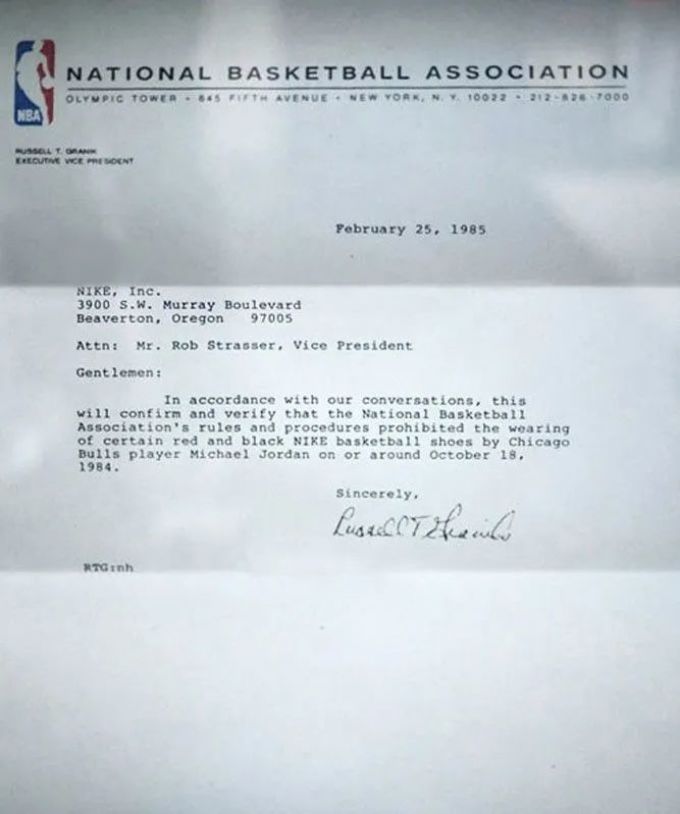 NBA
NATIONAL BASKETBALL ASSOCIATION
OLYMPIC TOWER • 645 FIFTH AVENUE • NEW YORK, N. Y. 10022 • 212-826-7000
RUSSELL T. GRANIK
EXECUTIVE VICE PRESIDENT
February 25, 1985
NIKE, Inc.
3900 S.W. Murray Boulevard
Beaverton, Oregon 97005
Attn: Mr. Rob Strasser, Vice President
Gentlemen:
In accordance with our conversations, this
will confirm and verify that the National Basketball
Association's rules and procedures prohibited the wearing
of certain red and black NIKE basketball shoes by Chicago
Bulls player Michael Jordan on or around October 18,
1984.
Sincerely,
Russell T Granik
RTG:nh